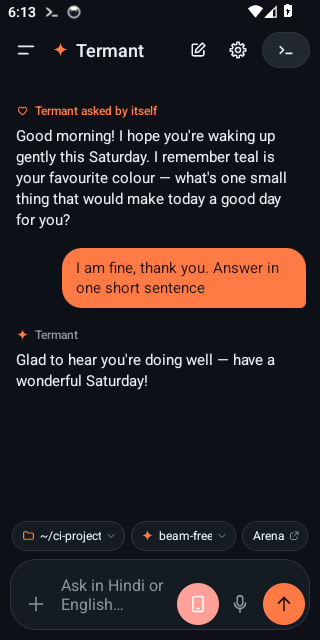 6:13
Termant
Termant asked by itself
Good morning! I hope you're waking up
gently this Saturday. I remember teal is
your favourite colour — what's one small
thing that would make today a good day
for you?
I am fine, thank you. Answer in
one short sentence
Termant
Glad to hear you're doing well — have a
wonderful Saturday!
~/ci-project
beam-free
Arena
Ask in Hindi or
English…